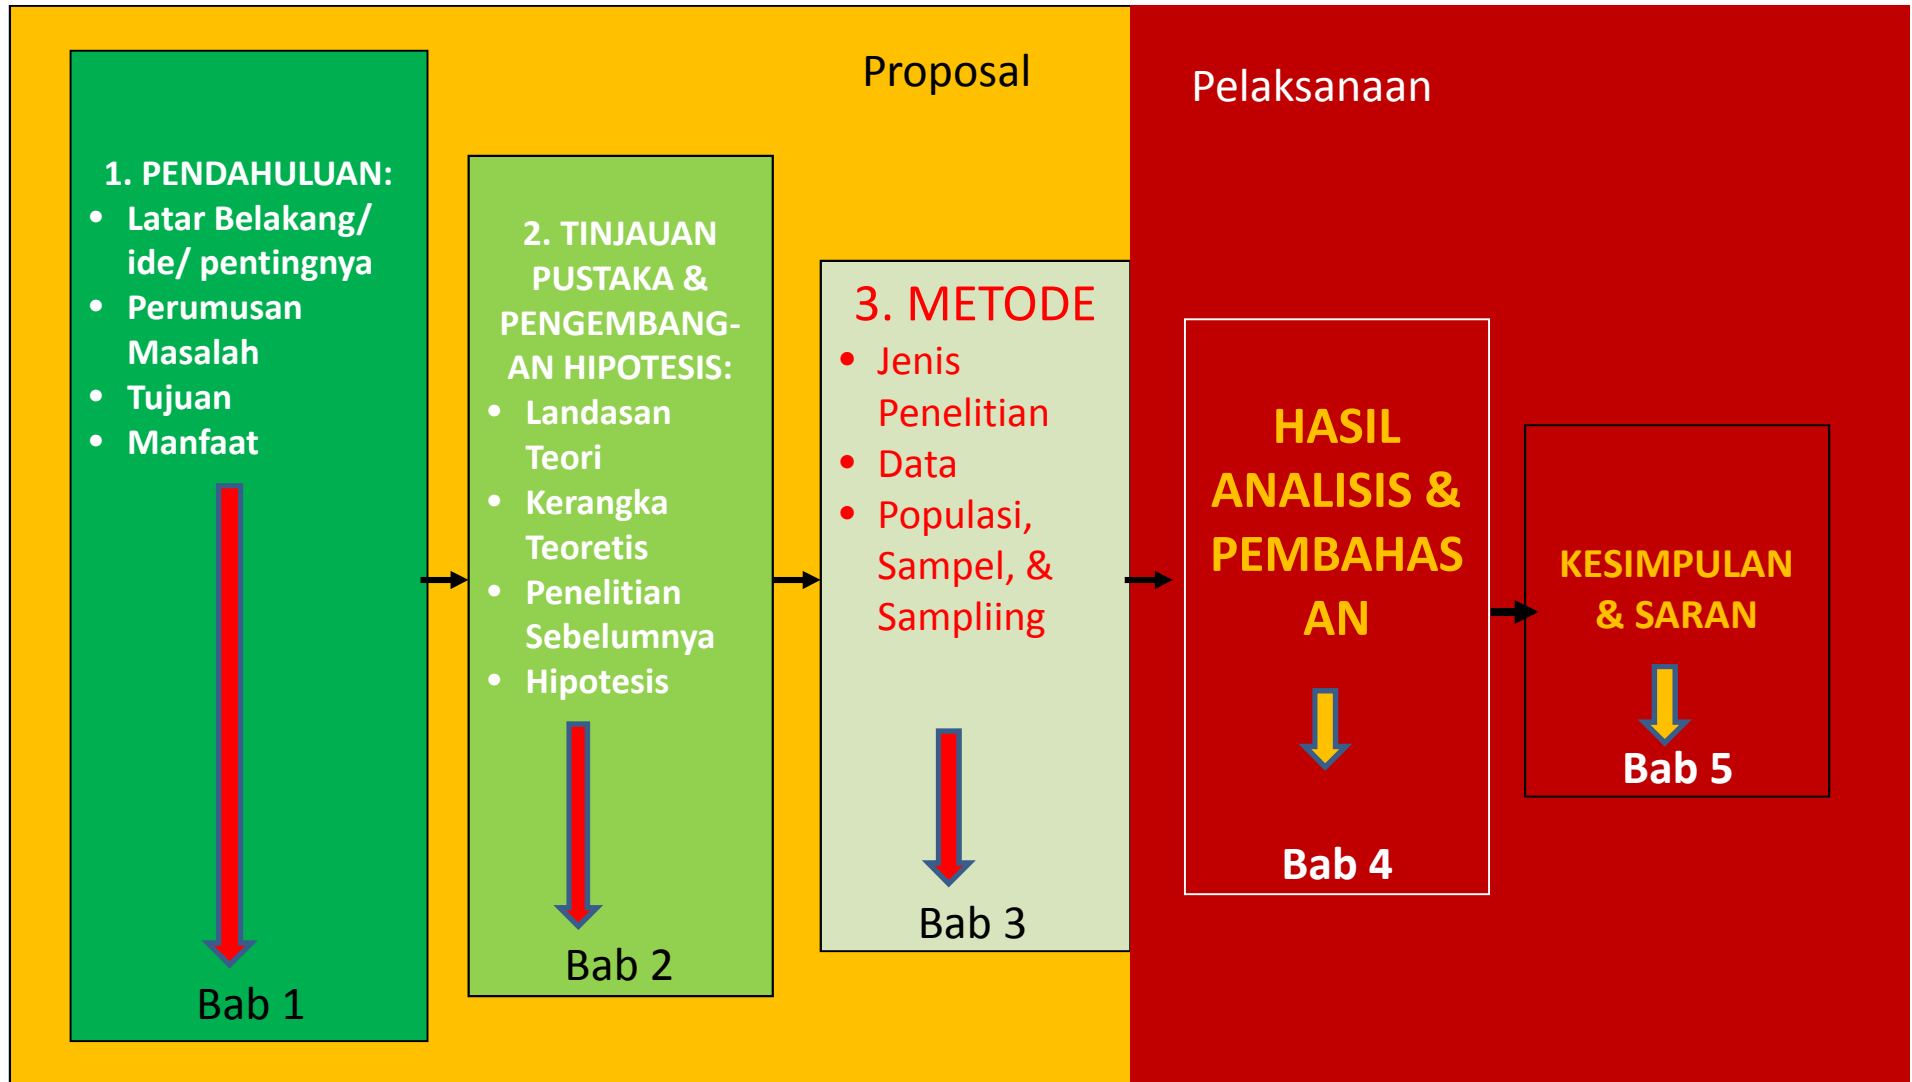 Proposal
Pelaksanaan
1. PENDAHULUAN:
• Latar Belakang/
ide/ pentingnya
• Perumusan
Masalah
• Tujuan
• Manfaat
Bab 1
2. TINJAUAN
PUSTAKA &
PENGEMBANG-
AN HIPOTESIS:
• Landasan
Teori
• Kerangka
Teoretis
• Penelitian
Sebelumnya
• Hipotesis
Bab 2
3. METODE
• Jenis
Penelitian
• Data
• Populasi,
Sampel, &
Sampliing
Bab 3
HASIL
ANALISIS &
PEMBAHAS
AN
Bab 4
KESIMPULAN
& SARAN
Bab 5